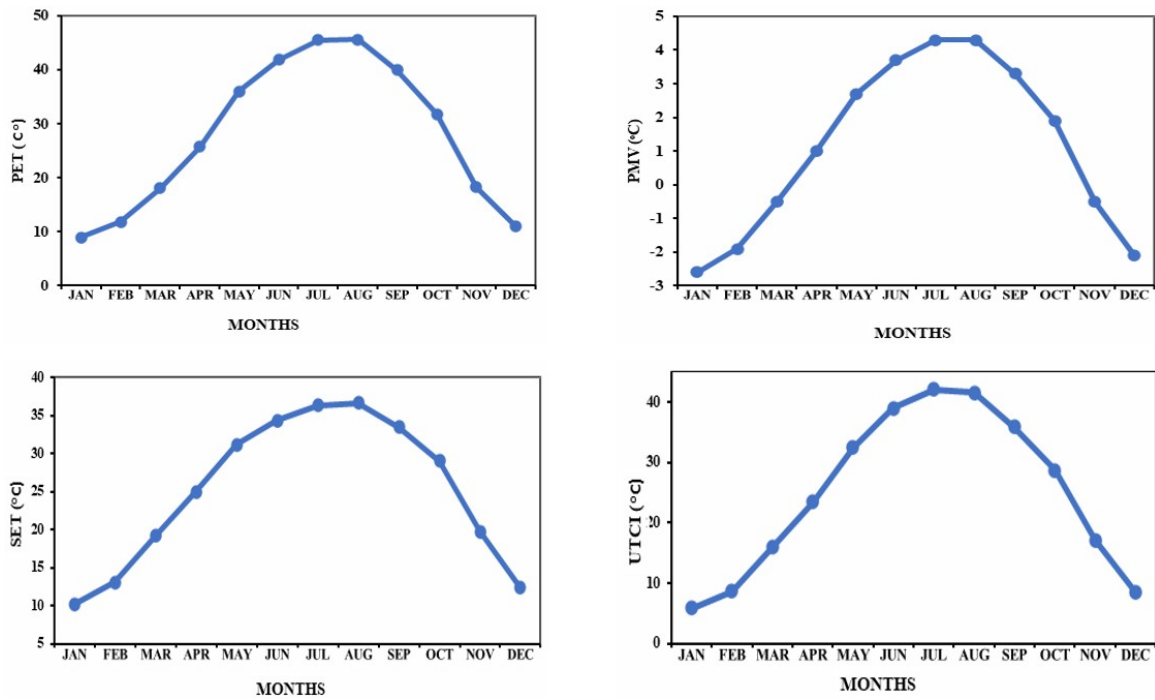 50
40
30
20
10
0
PET ( C°)
JAN FEB MAR APR MAY JUN JUL AUG SEP OCT NOV DEC
MONTHS
5
4
3
2
1
0
-1
-2
-3
PMV (°C)
JAN FEB MAR APR MAY JUN JUL AUG SEP OCT NOV DEC
MONTHS
40
35
30
25
20
15
10
5
SET (°C)
JAN FEB MAR APR MAY JUN JUL AUG SEP OCT NOV DEC
MONTHS
40
30
20
10
0
UTCI (°C)
JAN FEB MAR APR MAY JUN JUL AUG SEP OCT NOV DEC
MONTHS